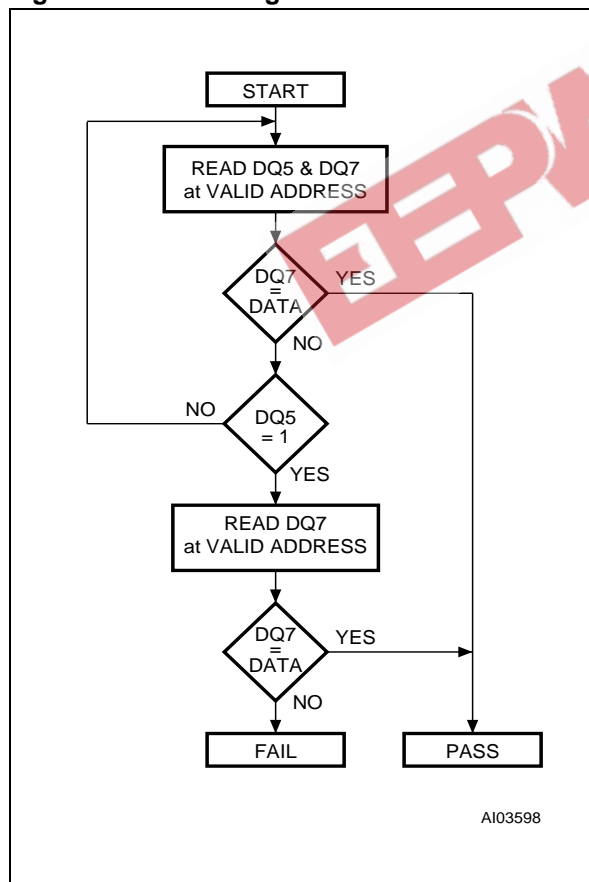 START
READ DQ5 & DQ7
at VALID ADDRESS
DQ7
=
DATA
YES
NO
DQ5
= 1
NO
YES
READ DQ7
at VALID ADDRESS
DQ7
=
DATA
YES
NO
FAIL
PASS
AI03598